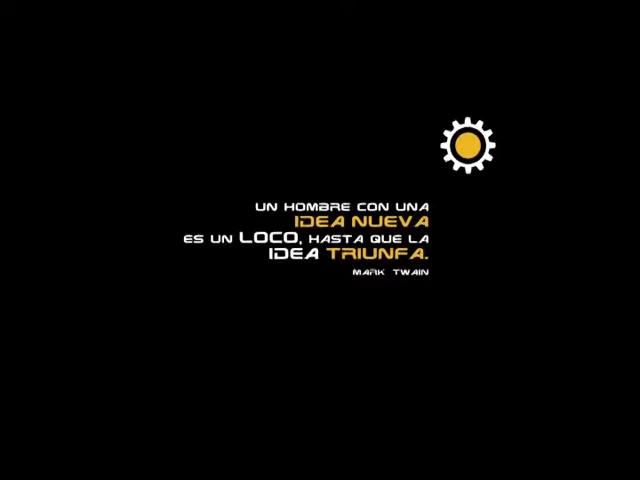 UN HOMBRE CON UNA
IDEA NUEVA
ES UN LOCO, HASTA QUE LA
IDEA TRIUNFA.
MARK TWAIN